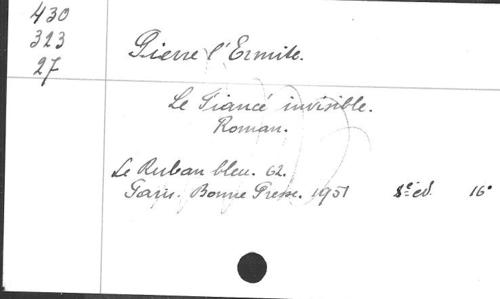 430
323
27
Pierre l'Ermite.
Le Fiancé invisible.
Roman.
Le Ruban bleu. 62.
Paris. Bonne Presse. 1951 8e ed. 16°